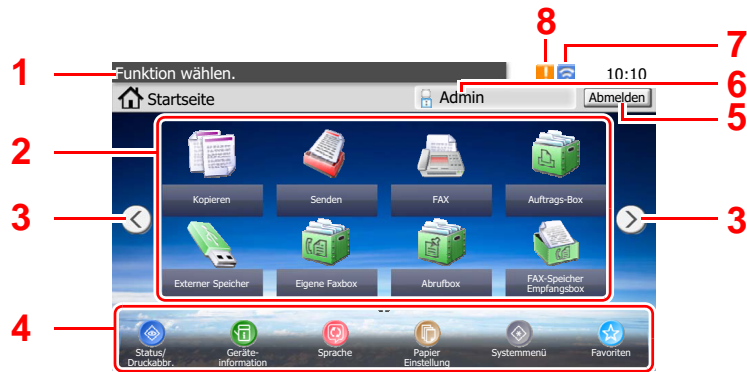 8
7
1
Funktion wählen.
10:10
6
Startseite
Admin
Abmelden
5
2
Kopieren
Senden
FAX
Auftrags-Box
3
3
Externer Speicher
Eigene Faxbox
Abrufbox
FAX-Speicher
Empfangsbox
4
Status/
Druckabbr.
Geräte-
information
Sprache
Papier
Einstellung
Systemmenü
Favoriten